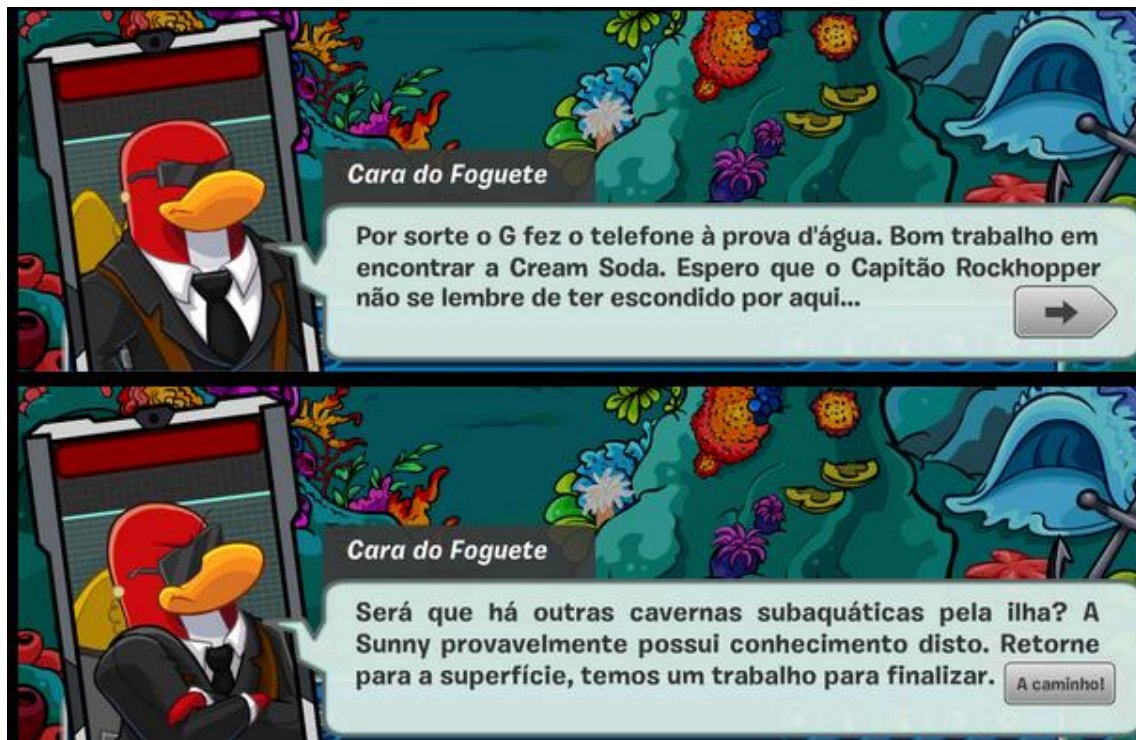 Cara do Foguete
Por sorte o G fez o telefone à prova d'água. Bom trabalho em
encontrar a Cream Soda. Espero que o Capitão Rockhopper
não se lembre de ter escondido por aqui...
Cara do Foguete
Será que há outras cavernas subaquáticas pela ilha? A
Sunny provavelmente possui conhecimento disto. Retorne
para a superfície, temos um trabalho para finalizar.
A caminho!